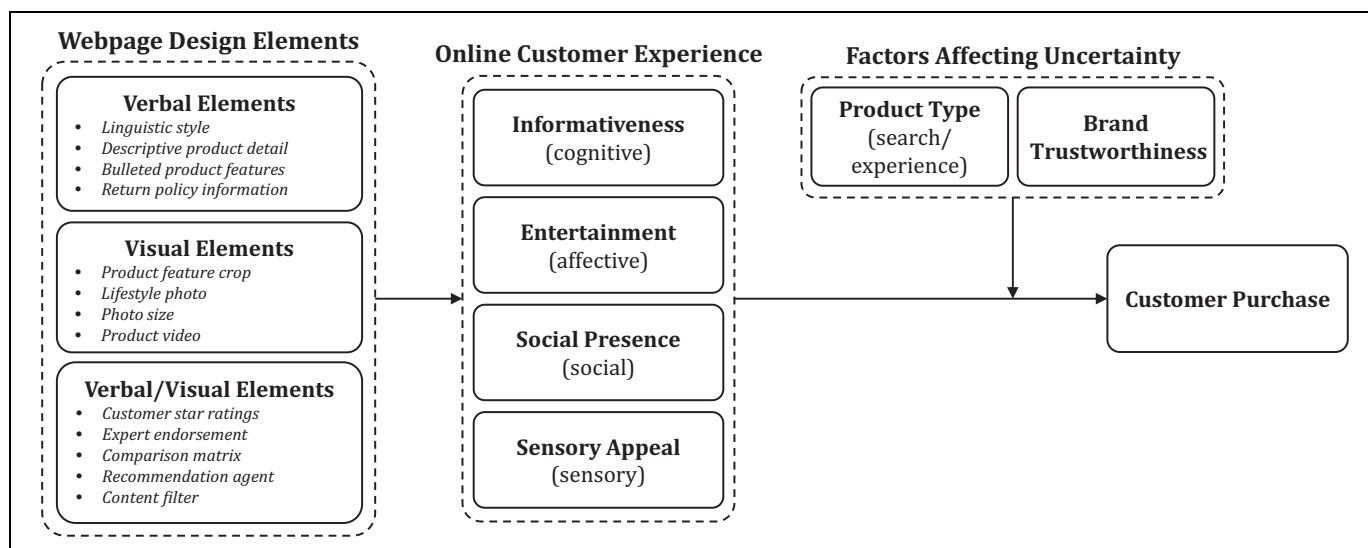 Webpage Design Elements
Verbal Elements
• Linguistic style
• Descriptive product detail
• Bulleted product features
• Return policy information
Visual Elements
• Product feature crop
• Lifestyle photo
• Photo size
• Product video
Verbal/Visual Elements
• Customer star ratings
• Expert endorsement
• Comparison matrix
• Recommendation agent
• Content filter
Online Customer Experience
Informativeness
(cognitive)
Entertainment
(affective)
Social Presence
(social)
Sensory Appeal
(sensory)
Factors Affecting Uncertainty
Product Type
(search/
experience)
Brand
Trustworthiness
Customer Purchase